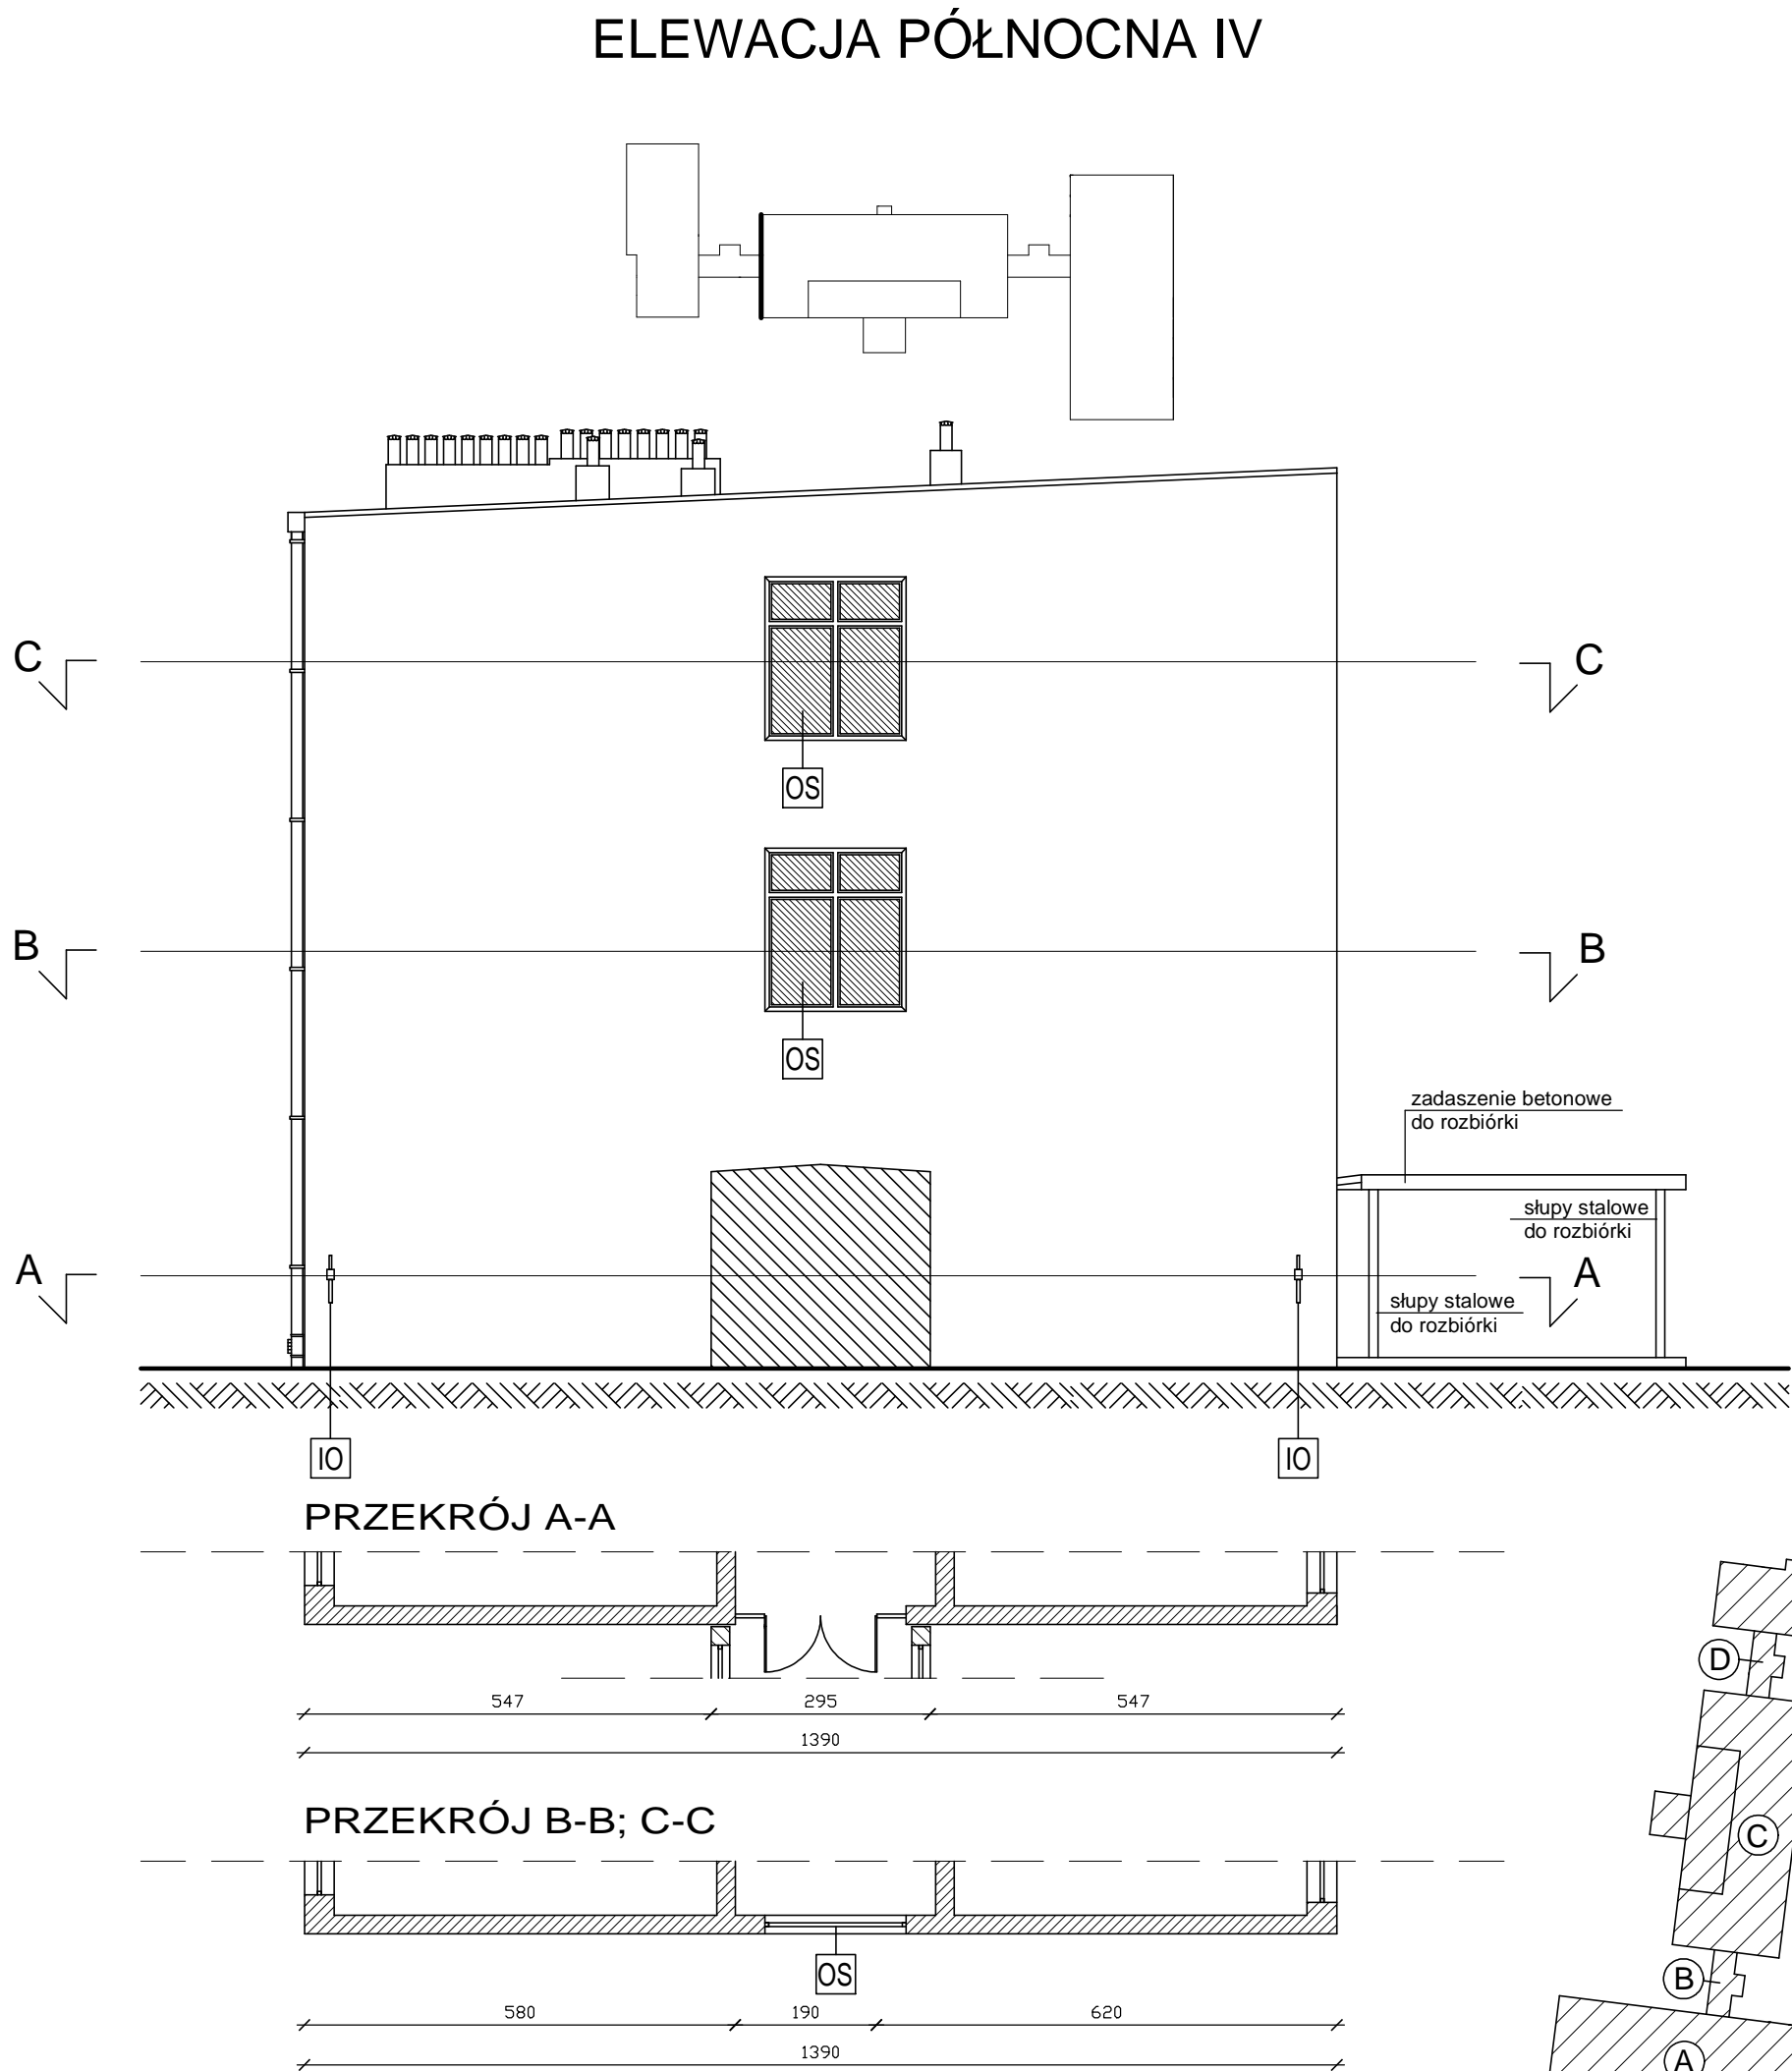 ELEWACJA PÓŁNOCNA IV
C
C
OS
B
B
OS
zadaszenie betonowe
do rozbiórki
słupy stalowe
do rozbiórki
A
A
słupy stalowe
do rozbiórki
IO
IO
PRZEKRÓJ A-A
547
295
547
1390
D
PRZEKRÓJ B-B; C-C
C
OS
B
580
190
620
1390
A